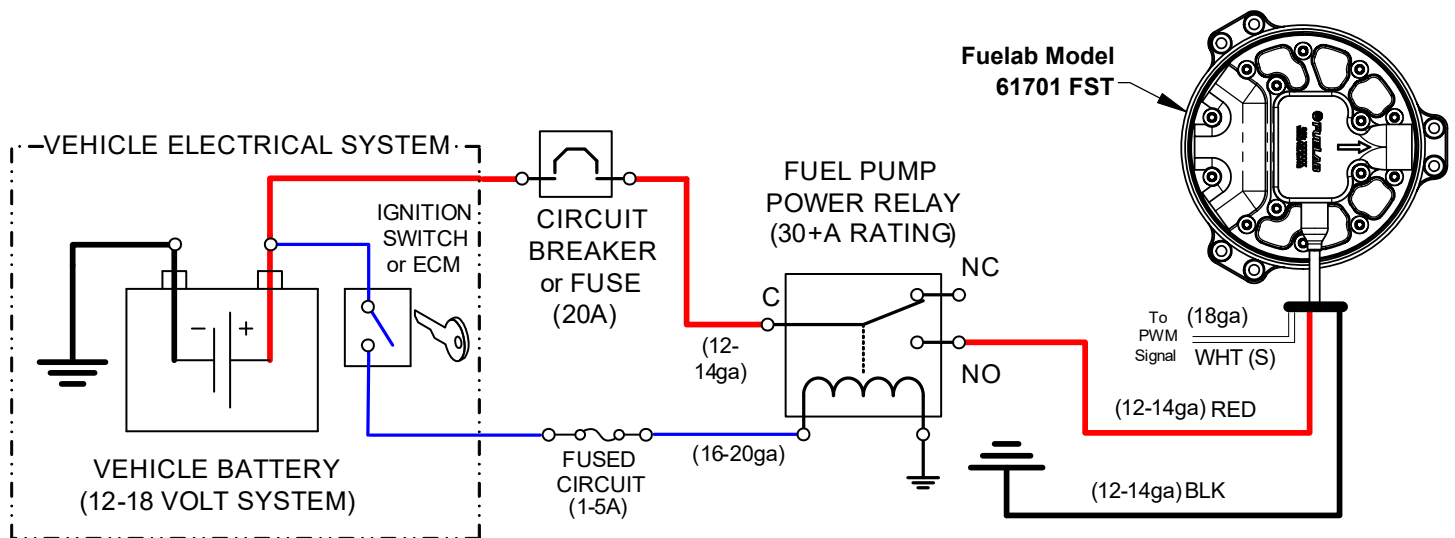 Fuelab Model
61701 FST
VEHICLE ELECTRICAL SYSTEM
IGNITION
SWITCH
or ECM
CIRCUIT
BREAKER
or FUSE
(20A)
FUEL PUMP
POWER RELAY
(30+A RATING)
NC
C
NO
(12-
14ga)
- +
VEHICLE BATTERY
(12-18 VOLT SYSTEM)
FUSED
CIRCUIT
(1-5A)
(16-20ga)
To
PWM
Signal
(18ga)
WHT (S)
(12-14ga) RED
(12-14ga) BLK
FUELAB